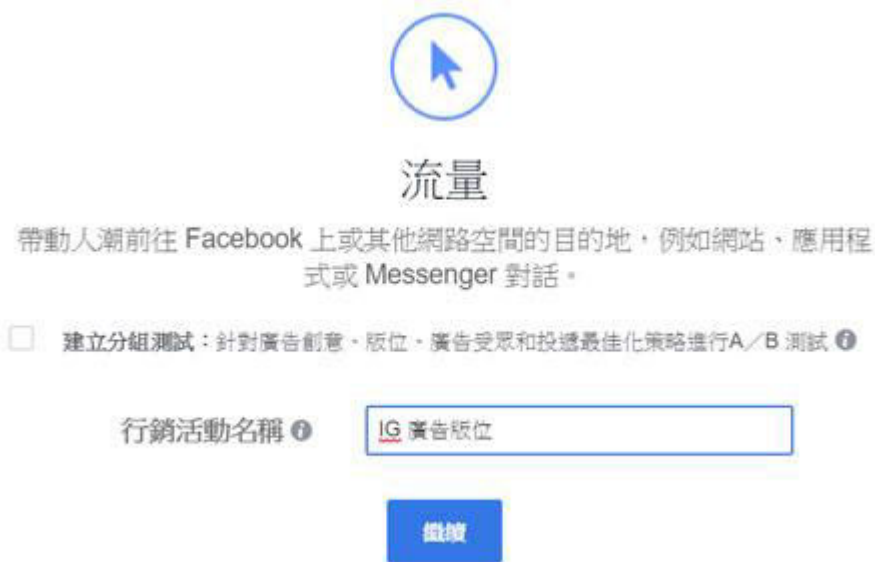 流量
帶動人潮前往 Facebook 上或其他網路空間的目的地，例如網站、應用程
式或 Messenger 對話。
建立分組測試：針對廣告創意、版位、廣告受眾和投遞最佳化策略進行A／B 測試
行銷活動名稱
IG 廣告版位
繼續